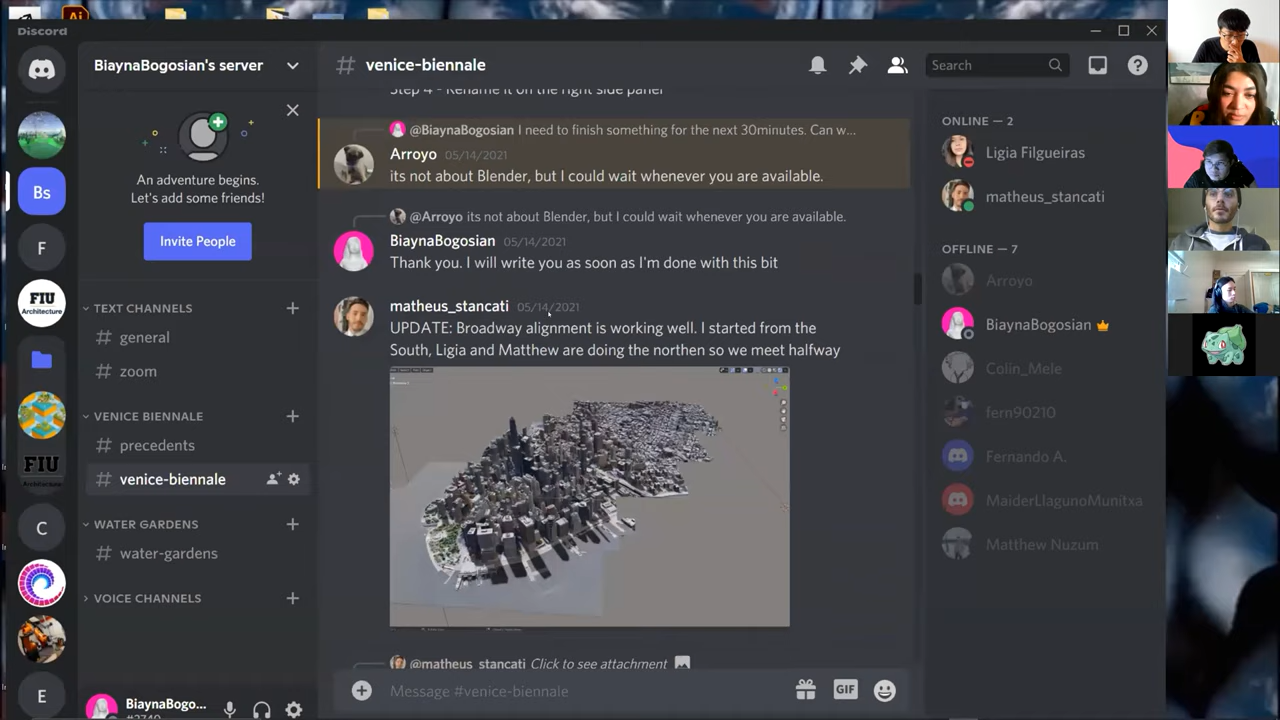 Ai
Discord
BiaynaBogosian's server
# venice-biennale
Search
An adventure begins.
Let's add some friends!
Invite People
TEXT CHANNELS
# general
# zoom
VENICE BIENNALE
# precedents
# venice-biennale
WATER GARDENS
# water-gardens
VOICE CHANNELS
Bs
F
FIU
Architecture
FIU
Architecture
C
E
BiaynaBogo...
#2740
Step 4 - Rename it on the right side panel
@BiaynaBogosian I need to finish something for the next 30minutes. Can w...
Arroyo 05/14/2021
its not about Blender, but I could wait whenever you are available.
@Arroyo its not about Blender, but I could wait whenever you are available.
BiaynaBogosian 05/14/2021
Thank you. I will write you as soon as I'm done with this bit
matheus_stancati 05/14/2021
UPDATE: Broadway alignment is working well. I started from the
South, Ligia and Matthew are doing the northen so we meet halfway
@matheus_stancati Click to see attachment
Message #venice-biennale
GIF
ONLINE — 2
Ligia Filgueiras
matheus_stancati
OFFLINE — 7
Arroyo
BiaynaBogosian
Colin_Mele
fern90210
Fernando A.
MaiderLlagunoMunitxa
Matthew Nuzum